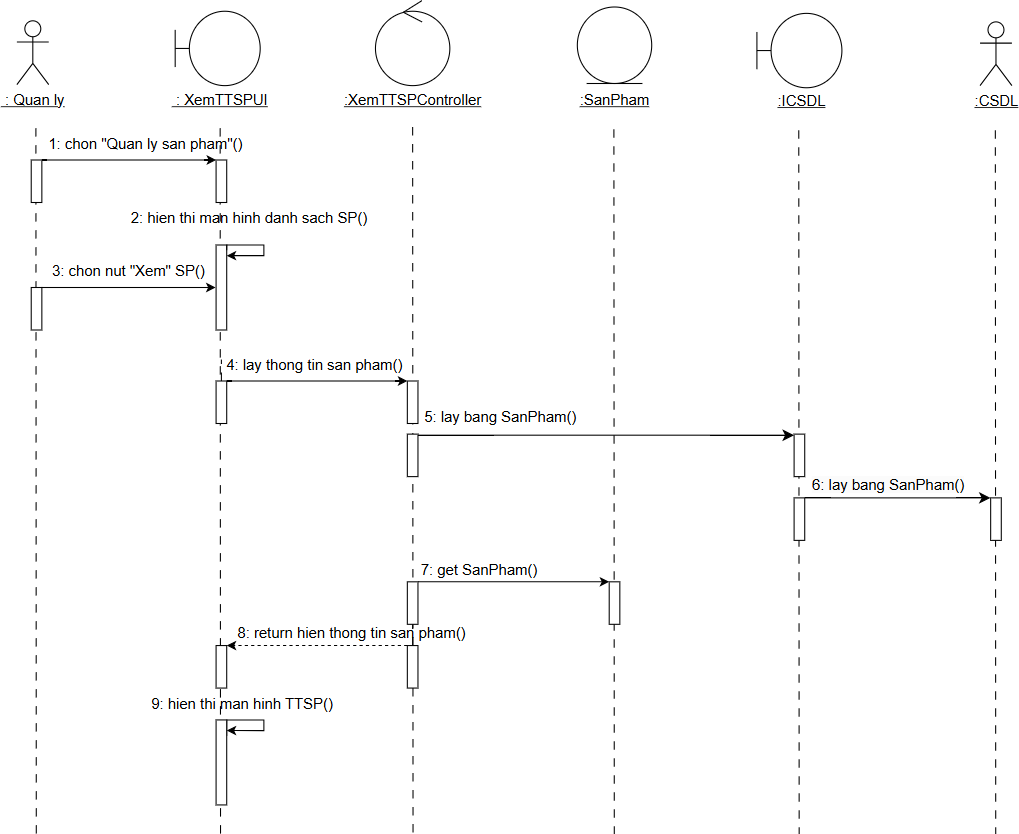 : Quan ly
: XemTTSPUI
:XemTTSPController
:SanPham
:ICSDL
:CSDL
1: chon "Quan ly san pham"()
2: hien thi man hinh danh sach SP()
3: chon nut "Xem" SP()
4: lay thong tin san pham()
5: lay bang SanPham()
6: lay bang SanPham()
7: get SanPham()
8: return hien thong tin san pham()
9: hien thi man hinh TTSP()